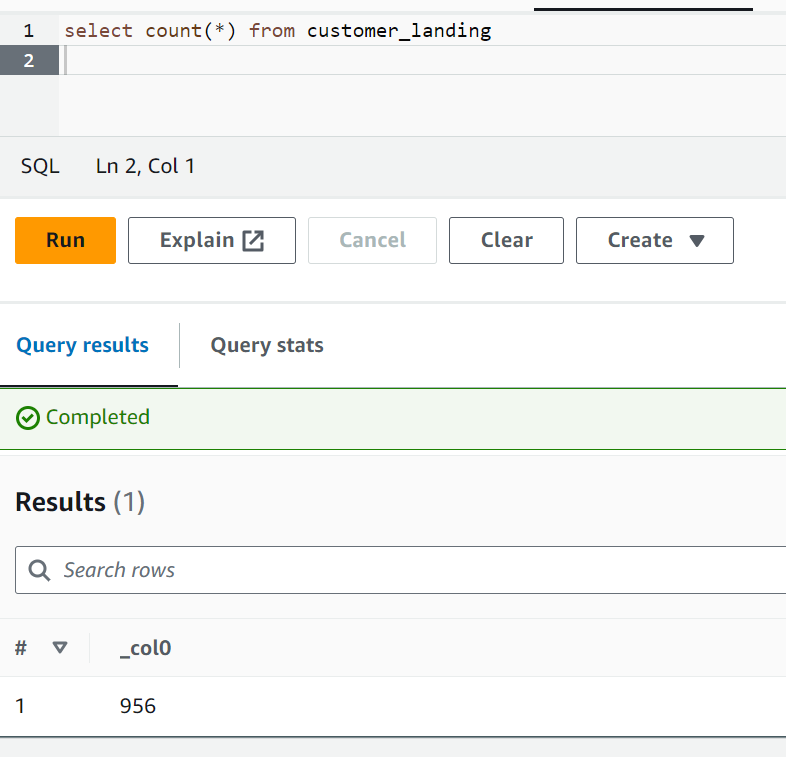 1 select count(*) from customer_landing
2
SQL Ln 2, Col 1
Run Explain Cancel Clear Create
Query results Query stats
Completed
Results (1)
Search rows
# _col0
1 956